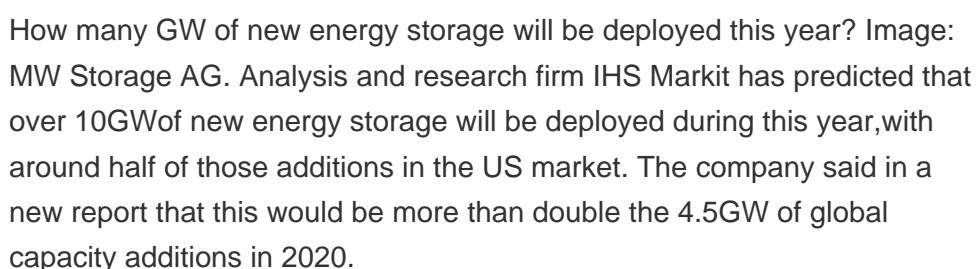 How many GW of new energy storage will be deployed this year? Image:
MW Storage AG. Analysis and research firm IHS Markit has predicted that
over 10GWof new energy storage will be deployed during this year,with
around half of those additions in the US market. The company said in a
new report that this would be more than double the 4.5GW of global
capacity additions in 2020.